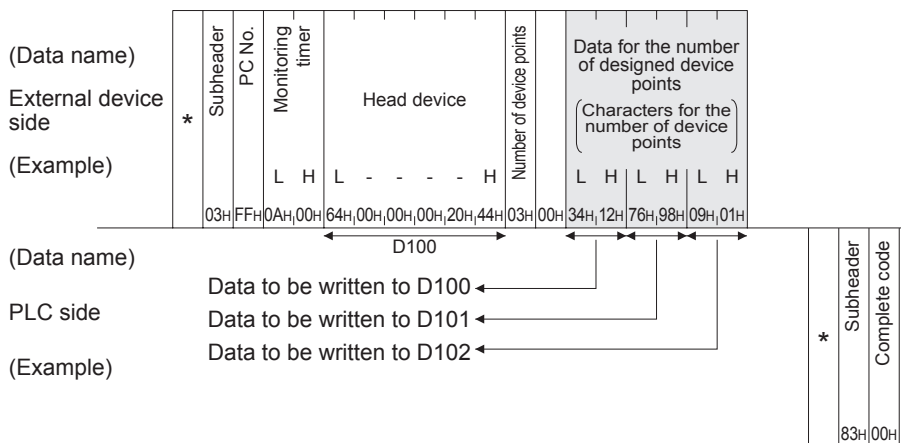 (Data name)
External device
side
(Example)
*
Subheader
PC No.
Monitoring
timer
Head device
Number of device points
Data for the number
of designed device
points
(Characters for the
number of device
points)
L H L - - - - H L H L H L H
03H FFH 0AH 00H 64H 00H 00H 00H 20H 44H 03H 00H 34H 12H 76H 98H 09H 01H
D100
(Data name)
PLC side
(Example)
Data to be written to D100
Data to be written to D101
Data to be written to D102
*
Subheader
Complete code
83H 00H